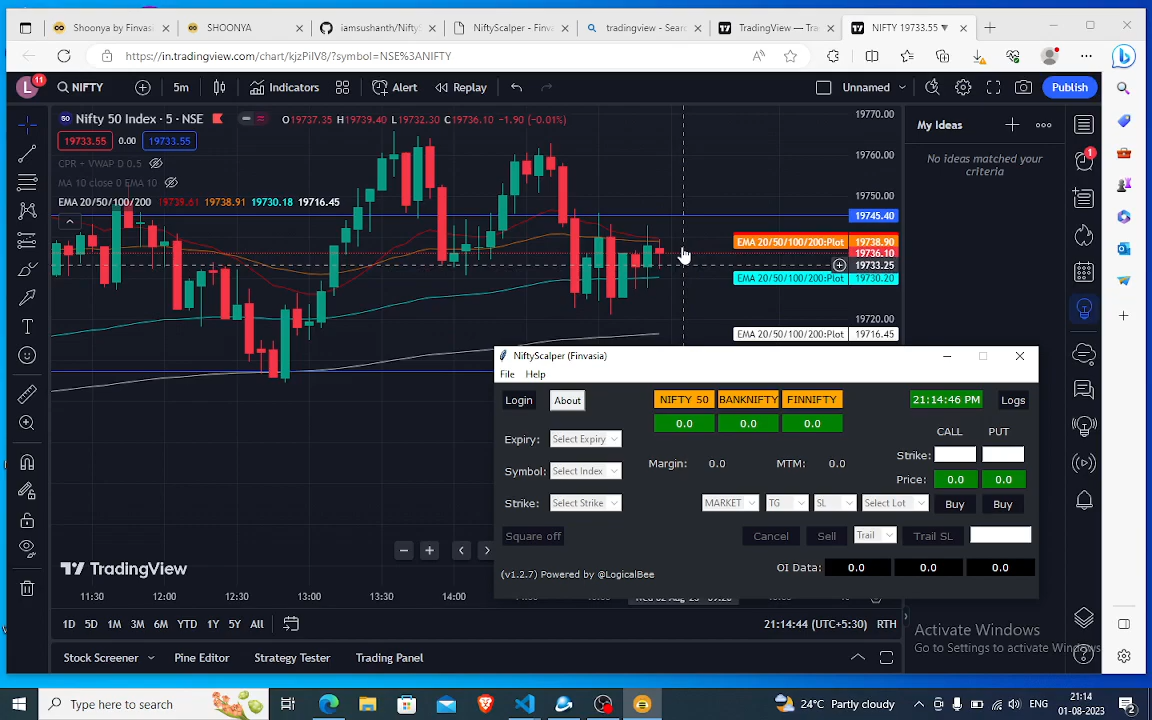 Shoonya by Finvas
SHOONYA
iamsushanth/Nifty
NiftyScalper - Finva
tradingview - Sear
TradingView — Tra
NIFTY 19733.55 ▼
https://in.tradingview.com/chart/kjzPiIV8/?symbol=NSE%3ANIFTY
L 11
NIFTY
5m
Indicators
Alert
Replay
Unnamed
Publish
50 Nifty 50 Index · 5 · NSE
O19737.35 H19739.40 L19732.30 C19736.10 -1.90 (-0.01%)
19733.55 0.00 19733.55
CPR + VWAP D 0.5
MA 10 close 0 EMA 10
EMA 20/50/100/200 19739.61 19738.91 19730.18 19716.45
19770.00
19760.00
19750.00
19745.40
EMA 20/50/100/200:Plot 19738.90
19736.10
19733.25
EMA 20/50/100/200:Plot 19730.20
19720.00
EMA 20/50/100/200:Plot 19716.45
My Ideas
No ideas matched your
criteria
1
NiftyScalper (Finvasia)
File Help
Login About NIFTY 50 BANKNIFTY FINNIFTY 21:14:46 PM Logs
0.0 0.0 0.0
CALL PUT
Expiry: Select Expiry
Strike:
Symbol: Select Index Margin: 0.0 MTM: 0.0
Price: 0.0 0.0
Strike: Select Strike MARKET TG SL Select Lot Buy Buy
Square off Cancel Sell Trail Trail SL
(v1.2.7) Powered by @LogicalBee OI Data: 0.0 0.0 0.0
TradingView
11:30 12:00 12:30 13:00 13:30 14:00
1D 5D 1M 3M 6M YTD 1Y 5Y All
21:14:44 (UTC+5:30) RTH
Stock Screener Pine Editor Strategy Tester Trading Panel
Activate Windows
Go to Settings to activate Windows
Type here to search
24°C Partly cloudy
ENG
21:14
01-08-2023
2